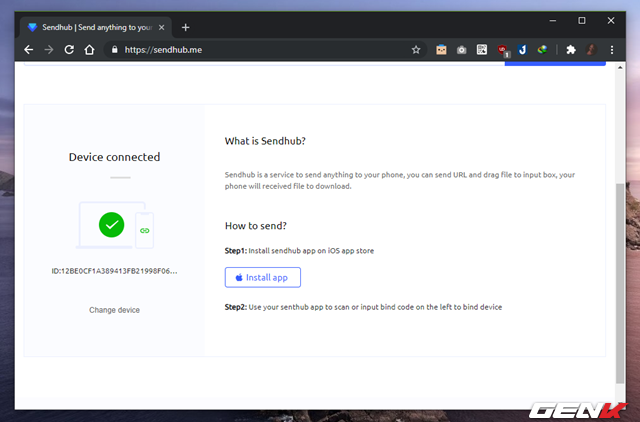 Sendhub | Send anything to your
https://sendhub.me
1
Device connected
ID:12BE0CF1A389413FB21998F06...
Change device
What is Sendhub?
Sendhub is a service to send anything to your phone, you can send URL and drag file to input box, your
phone will received file to download.
How to send?
Step1: Install sendhub app on iOS app store
Install app
Step2: Use your senthub app to scan or input bind code on the left to bind device
GENK